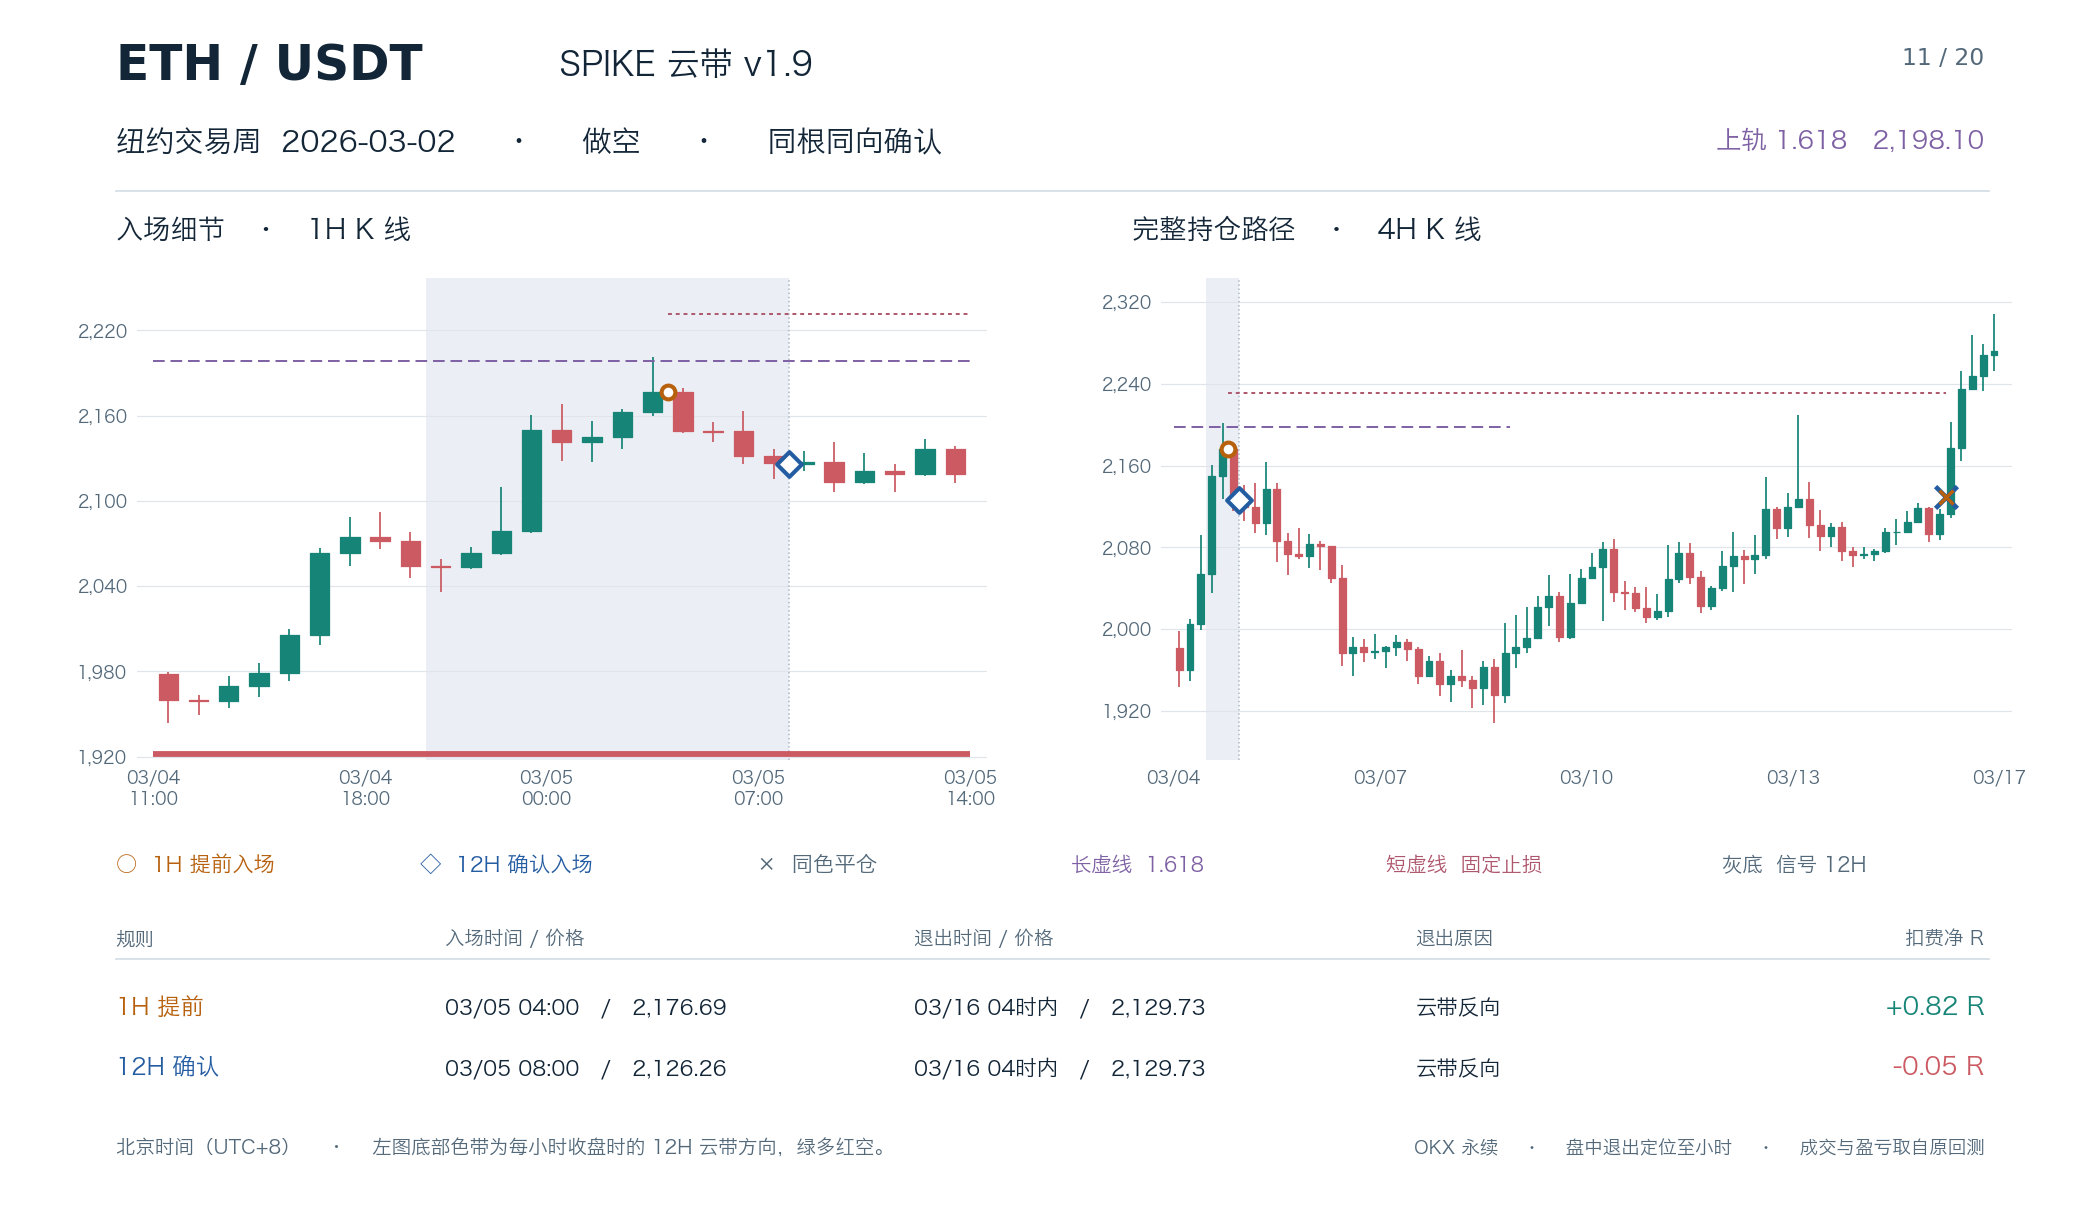 ETH / USDT SPIKE 云带 v1.9 11 / 20
纽约交易周 2026-03-02 · 做空 · 同根同向确认 上轨 1.618 2,198.10
入场细节 · 1H K 线
2,220
2,160
2,100
2,040
1,980
1,920
03/04 11:00
03/04 18:00
03/05 00:00
03/05 07:00
03/05 14:00
完整持仓路径 · 4H K 线
2,320
2,240
2,160
2,080
2,000
1,920
03/04 03/07 03/10 03/13 03/17
○ 1H 提前入场 ◇ 12H 确认入场 × 同色平仓 长虚线 1.618 短虚线 固定止损 灰底 信号 12H
规则 入场时间 / 价格 退出时间 / 价格 退出原因 扣费净 R
1H 提前 03/05 04:00 / 2,176.69 03/16 04时内 / 2,129.73 云带反向 +0.82 R
12H 确认 03/05 08:00 / 2,126.26 03/16 04时内 / 2,129.73 云带反向 -0.05 R
北京时间（UTC+8） · 左图底部色带为每小时收盘时的 12H 云带方向，绿多红空。 OKX 永续 · 盘中退出定位至小时 · 成交与盈亏取自原回测